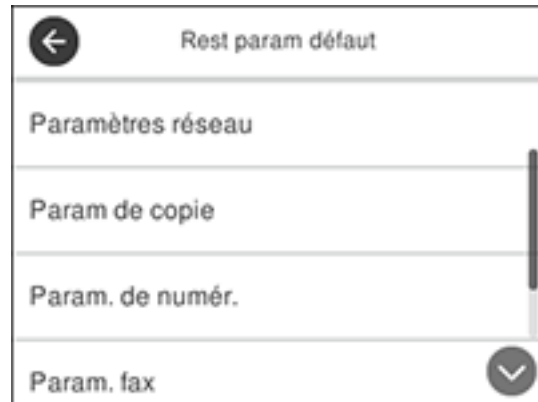 Rest param défaut
Paramètres réseau
Param de copie
Param. de numér.
Param. fax